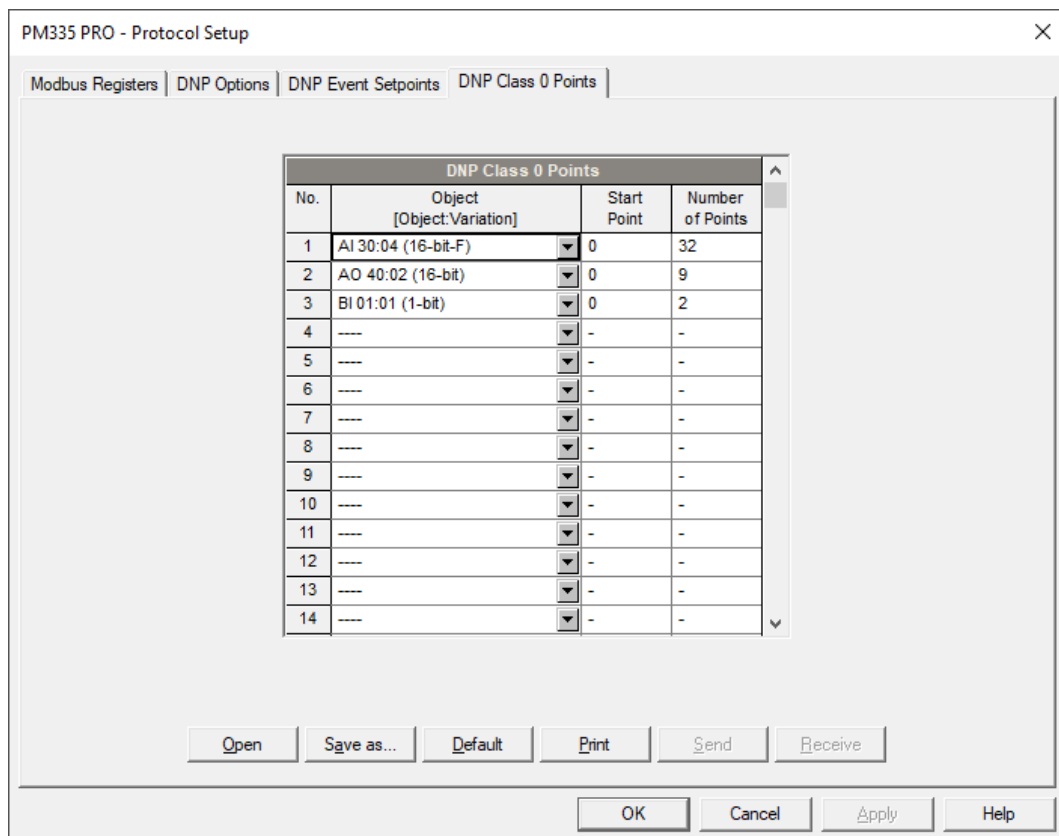 PM335 PRO - Protocol Setup
Modbus Registers DNP Options DNP Event Setpoints DNP Class 0 Points
DNP Class 0 Points
No. Object [Object:Variation] Start Point Number of Points
1 AI 30:04 (16-bit-F) 0 32
2 AO 40:02 (16-bit) 0 9
3 BI 01:01 (1-bit) 0 2
4 ---- - -
5 ---- - -
6 ---- - -
7 ---- - -
8 ---- - -
9 ---- - -
10 ---- - -
11 ---- - -
12 ---- - -
13 ---- - -
14 ---- - -
Open Save as... Default Print Send Receive
OK Cancel Apply Help